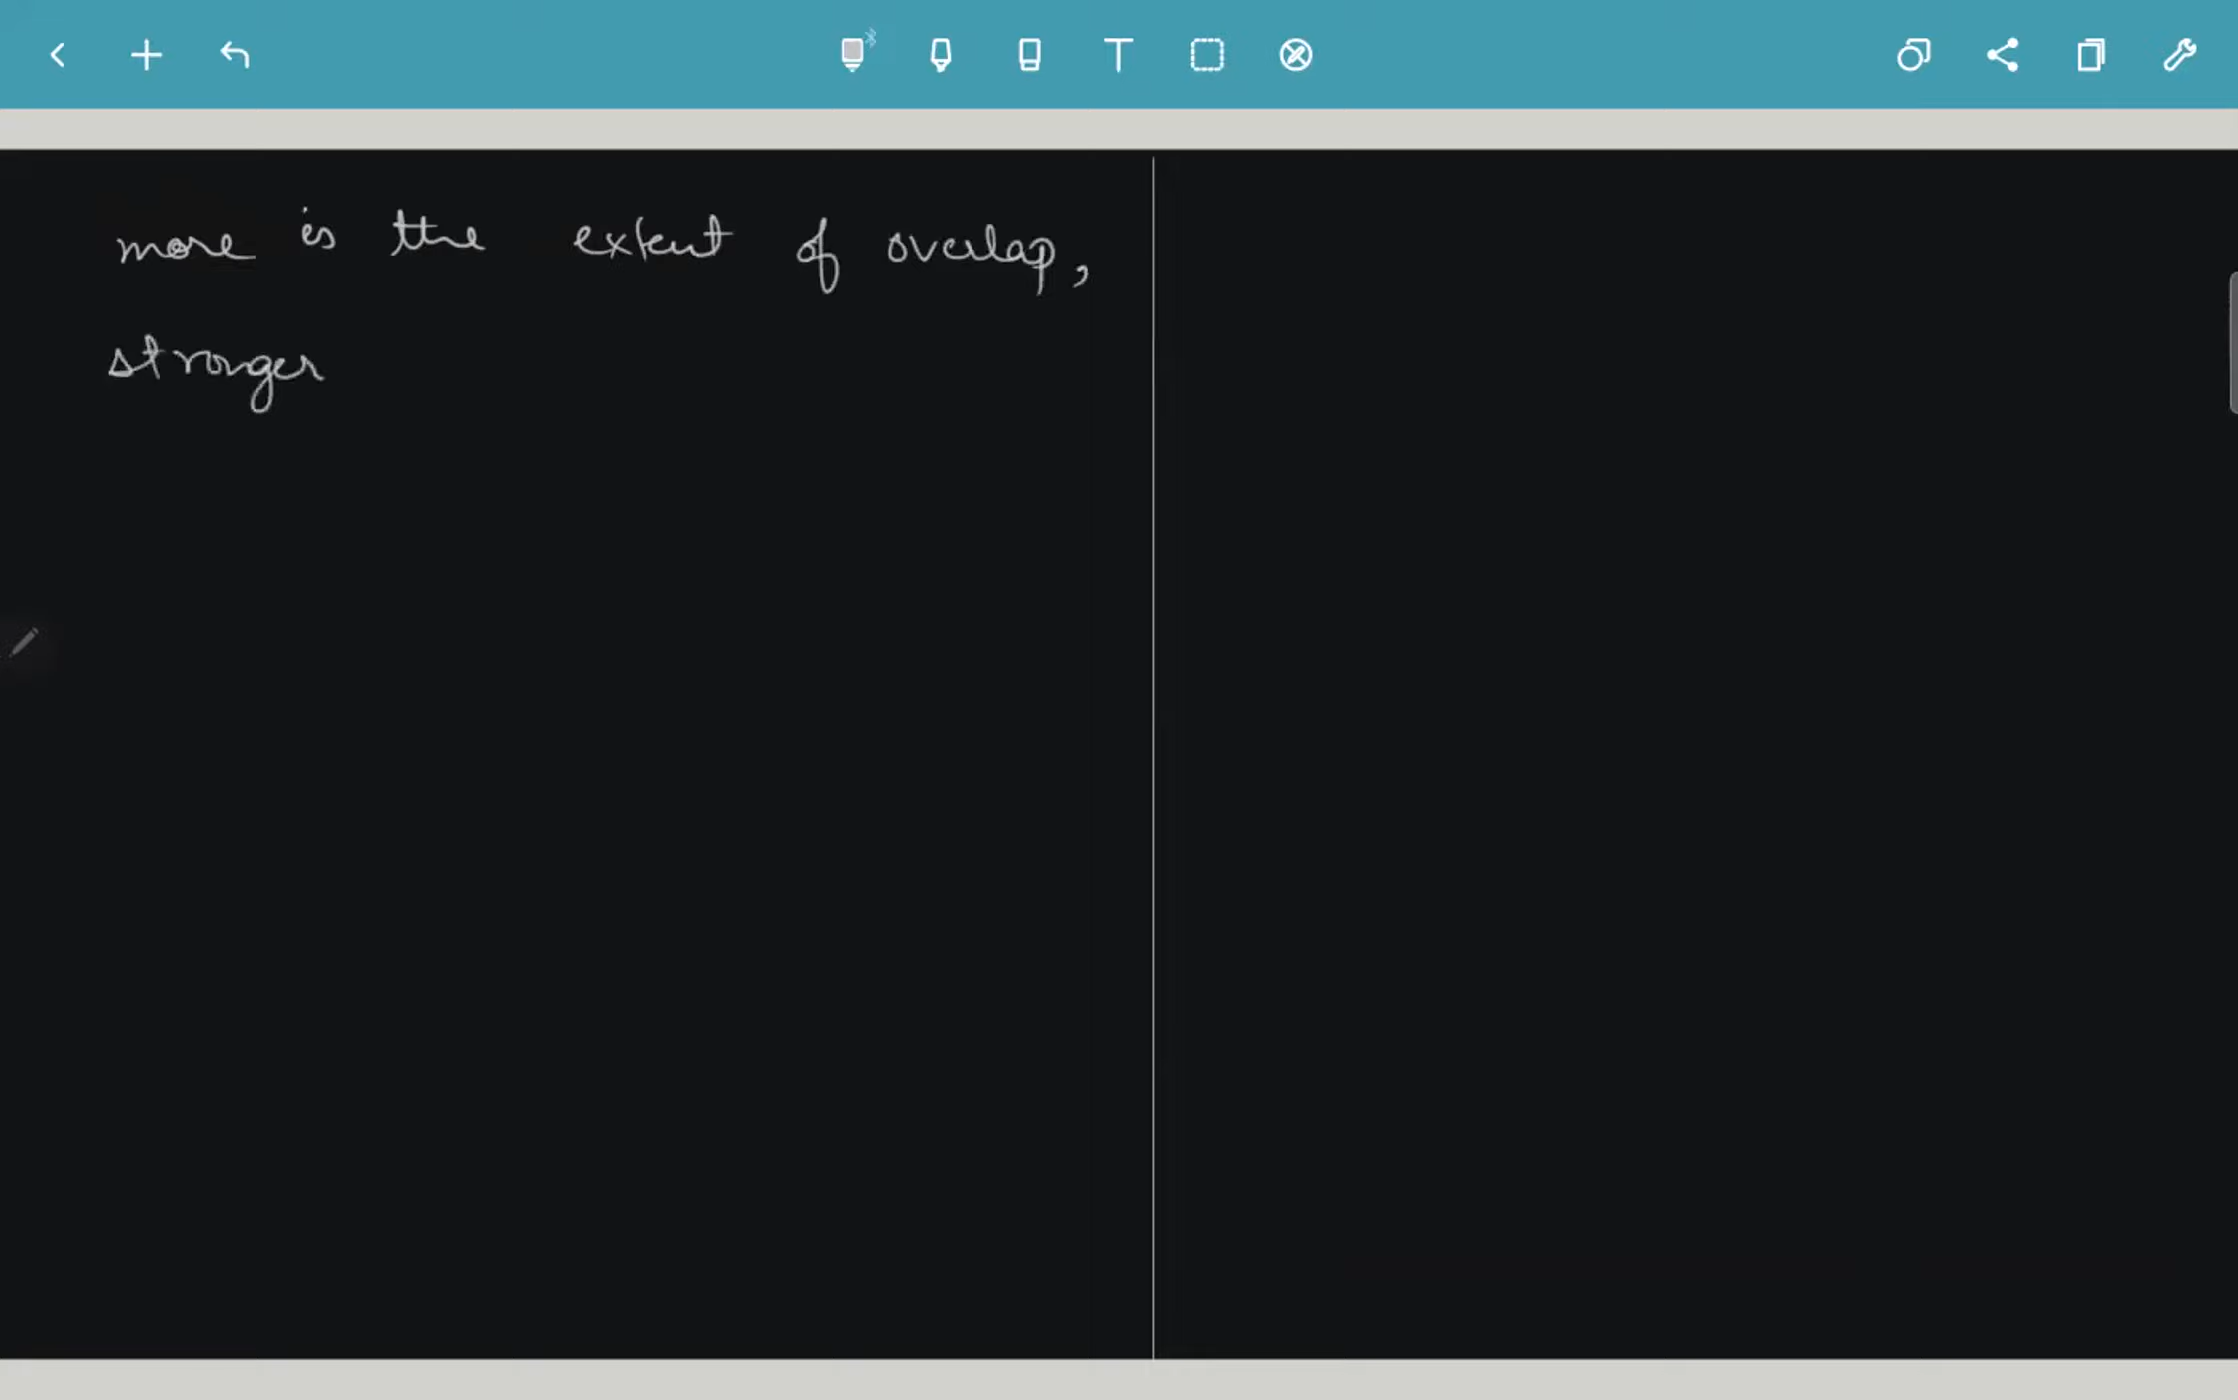 more is the extent of overlap,
stronger